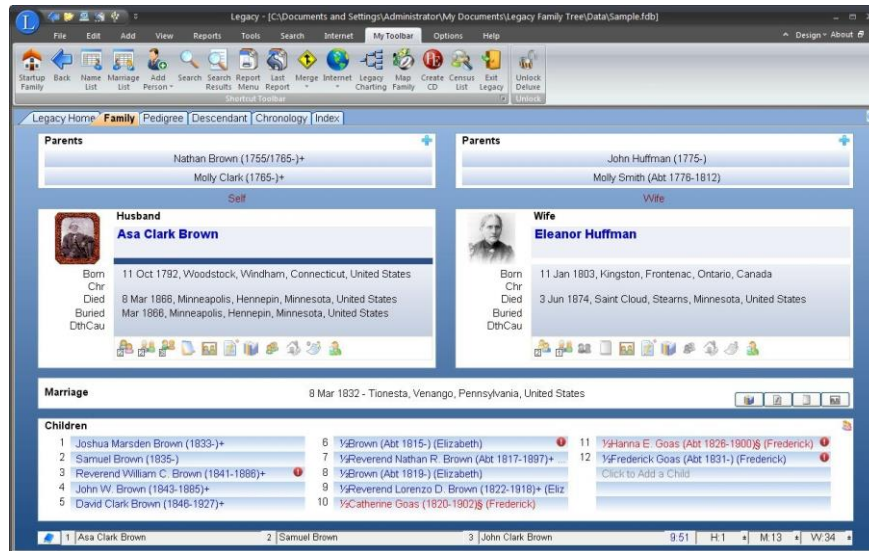 Legacy - [C:\Documents and Settings\Administrator\My Documents\Legacy Family Tree\Data\Sample.fdb]
File Edit Add View Reports Tools Search Internet My Toolbar Options Help Design About
Startup Family Back Name List Marriage List Add Person Search Search Results Report Menu Last Report Merge Internet Legacy Charting Map Family Create CD Census List Exit Legacy Unlock Deluxe
Shortcut Toolbar Unlock
Legacy Home Family Pedigree Descendant Chronology Index
Parents
Nathan Brown (1755/1765-)+
Molly Clark (1765-)+
Self
Parents
John Huffman (1775-)
Molly Smith (Abt 1776-1812)
Wife
Husband
Asa Clark Brown
Born 11 Oct 1792, Woodstock, Windham, Connecticut, United States
Chr
Died 8 Mar 1866, Minneapolis, Hennepin, Minnesota, United States
Buried Mar 1866, Minneapolis, Hennepin, Minnesota, United States
DthCau
Wife
Eleanor Huffman
Born 11 Jan 1803, Kingston, Frontenac, Ontario, Canada
Chr
Died 3 Jun 1874, Saint Cloud, Stearns, Minnesota, United States
Buried
DthCau
Marriage 8 Mar 1832 - Tionesta, Venango, Pennsylvania, United States
Children
1 Joshua Marsden Brown (1833-)+
2 Samuel Brown (1835-)
3 Reverend William C. Brown (1841-1886)+
4 John W. Brown (1843-1885)+
5 David Clark Brown (1846-1927)+
6 ½Brown (Abt 1815-) (Elizabeth)
7 ½Reverend Nathan R. Brown (Abt 1817-1897)+ ...
8 ½Brown (Abt 1819-) (Elizabeth)
9 ½Reverend Lorenzo D. Brown (1822-1918)+ (Eliz
10 ½Catherine Goas (1820-1902)§ (Frederick)
11 ½Hanna E. Goas (Abt 1826-1900)§ (Frederick)
12 ½Frederick Goas (Abt 1831-) (Frederick)
Click to Add a Child
1 Asa Clark Brown 2 Samuel Brown 3 John Clark Brown 9:51 H:1 M:13 W:34